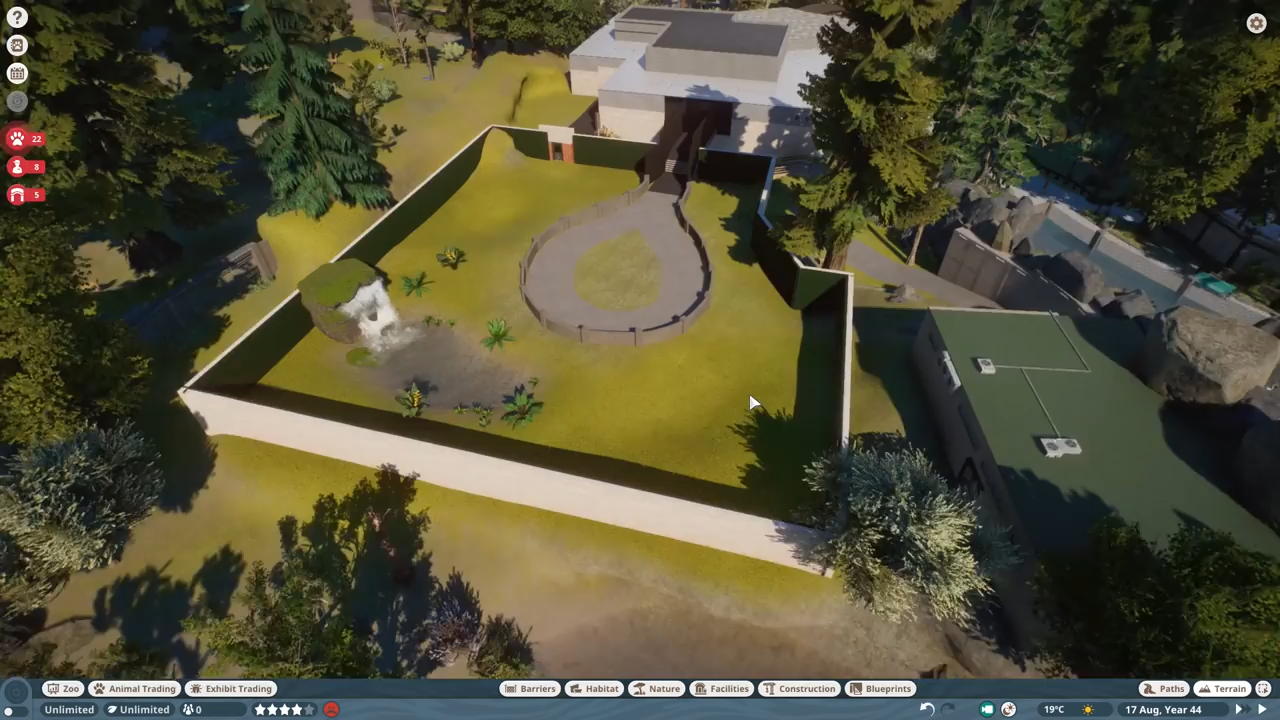 ?
22
8
5
Zoo
Animal Trading
Exhibit Trading
Barriers
Habitat
Nature
Facilities
Construction
Blueprints
Paths
Terrain
Unlimited
Unlimited
0
19°C
17 Aug, Year 44